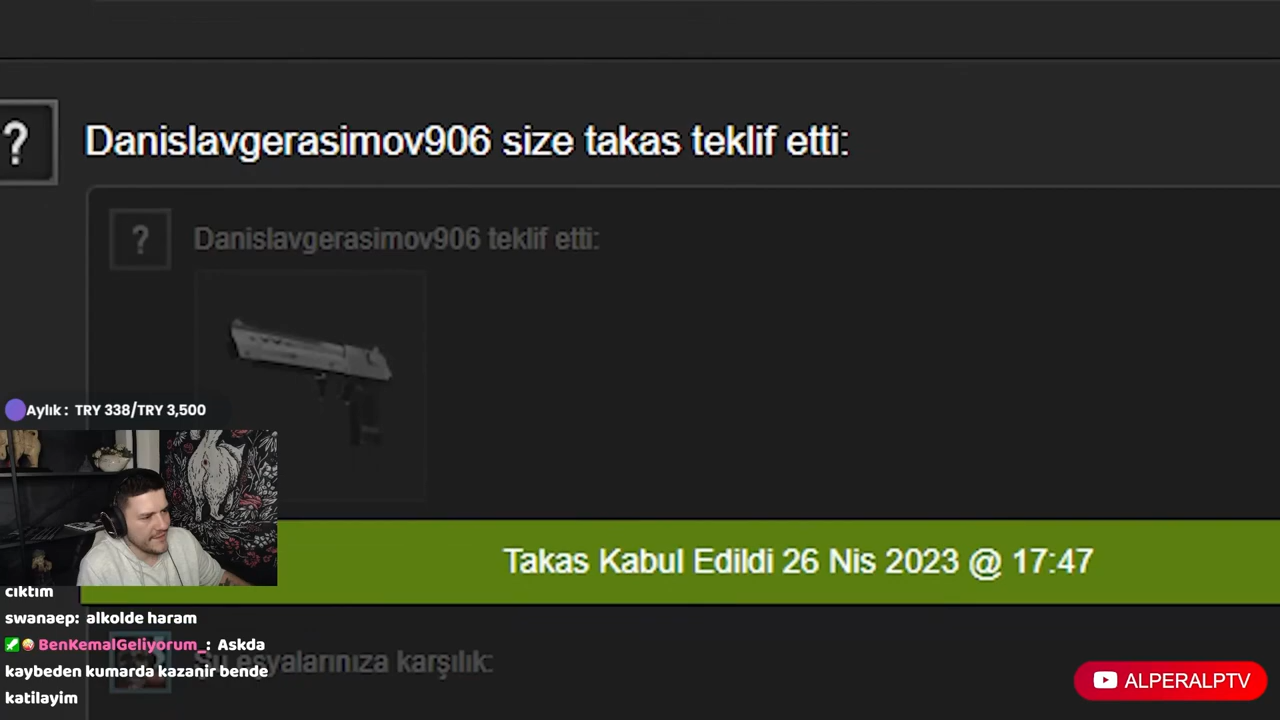 ?
Danislavgerasimov906 size takas teklif etti:
?
Danislavgerasimov906 teklif etti:
Aylık : TRY 338/TRY 3,500
Takas Kabul Edildi 26 Nis 2023 @ 17:47
cıktım
swanaep: alkolde haram
BenKemalGeliyorum_: Askda
kaybeden kumarda kazanir bende
katilayim
Şu eşyalarınıza karşılık:
ALPERALPTV